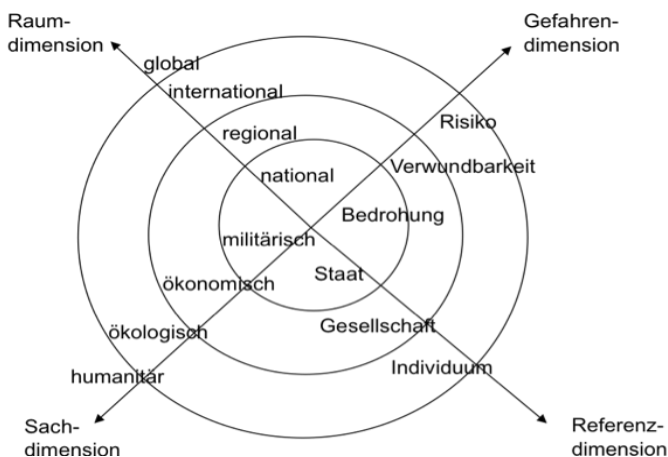 Raum-
dimension
Gefahren-
dimension
global
international
regional
national
Risiko
Verwundbarkeit
Bedrohung
militärisch
ökonomisch
ökologisch
humanitär
Staat
Gesellschaft
Individuum
Sach-
dimension
Referenz-
dimension